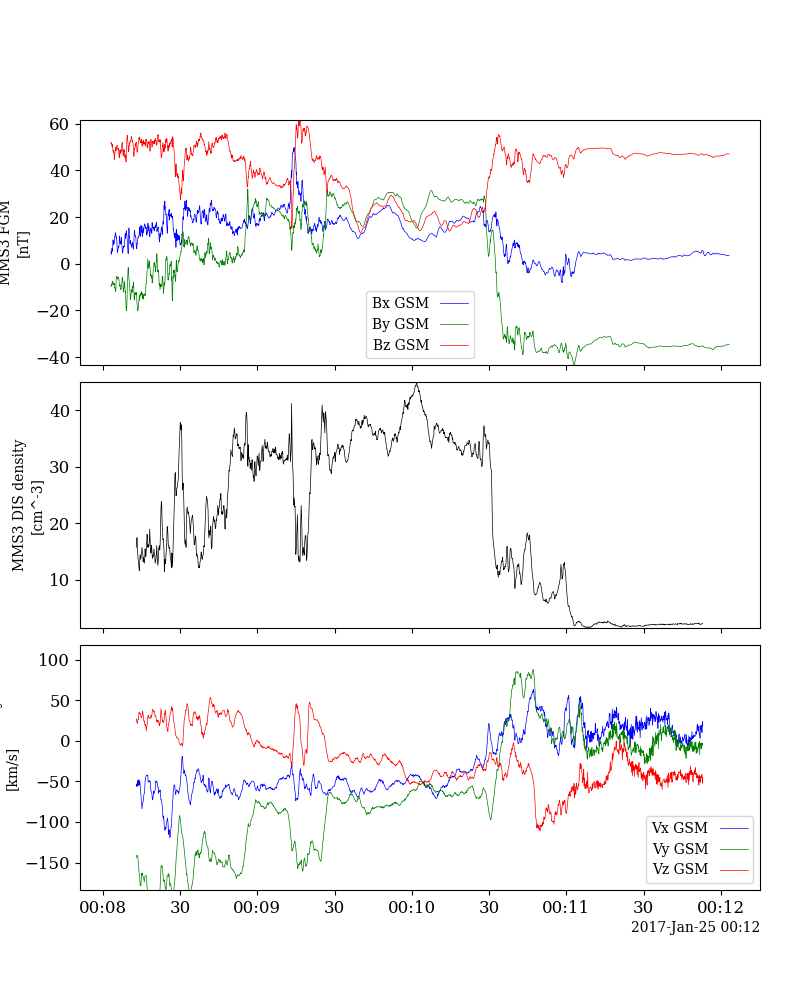 60
40
20
0
−20
−40
MMS3 FGM
[nT]
Bx GSM
By GSM
Bz GSM
40
30
20
10
MMS3 DIS density
[cm^-3]
100
50
0
−50
−100
−150
[km/s]
Vx GSM
Vy GSM
Vz GSM
00:08 30 00:09 30 00:10 30 00:11 30 00:12
2017-Jan-25 00:12